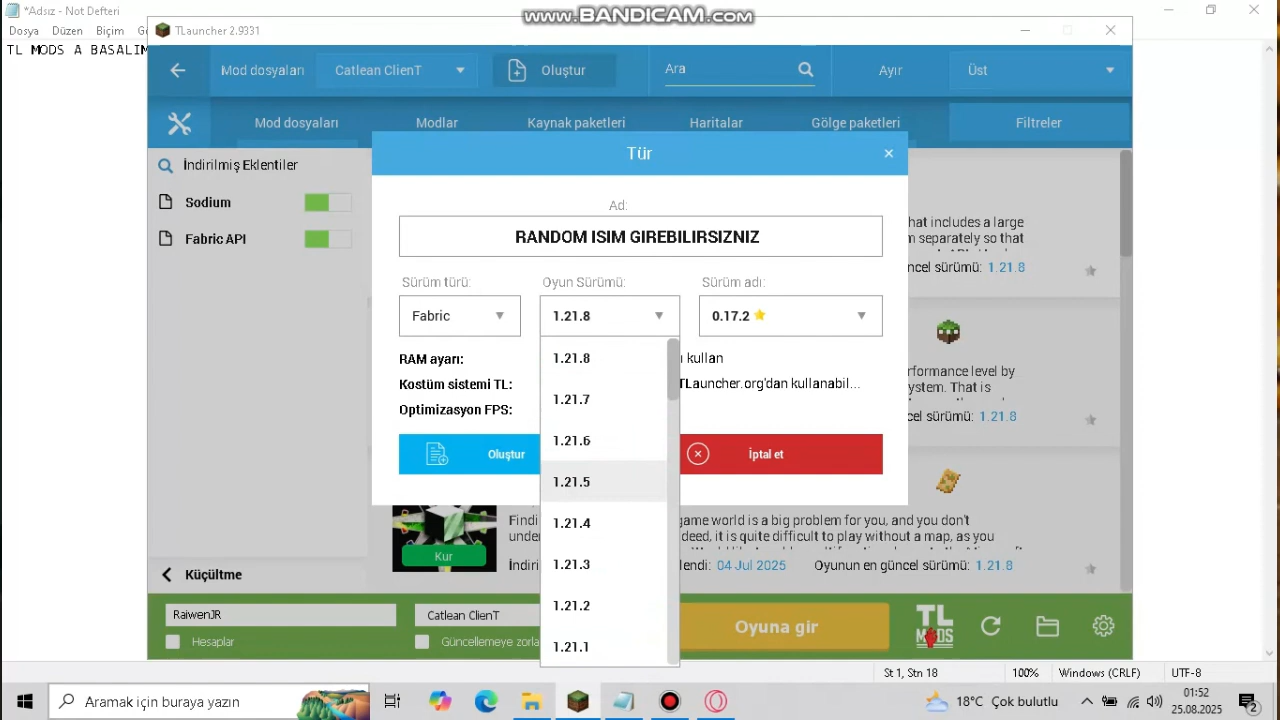 *Adsız - Not Defteri
www.BANDICAM.com
Dosya Düzen Biçim
TLauncher 2.9331
TL MODS A BASALIM
Mod dosyaları
Catlean ClienT
Oluştur
Ara
Ayır
Üst
Mod dosyaları
Modlar
Kaynak paketleri
Haritalar
Gölge paketleri
Filtreler
Tür
×
İndirilmiş Eklentiler
Sodium
Fabric API
Ad:
RANDOM ISIM GIREBILIRSIZNIZ
that includes a large
separately so that
ncel sürümü: 1.21.8
Sürüm türü:
Oyun Sürümü:
Sürüm adı:
Fabric
1.21.8
0.17.2
RAM ayarı:
kullan
Kostüm sistemi TL:
TLauncher.org'dan kullanabil...
Optimizasyon FPS:
1.21.8
1.21.7
1.21.6
1.21.5
1.21.4
1.21.3
1.21.2
1.21.1
Oluştur
İptal et
erformance level by
system. That is
ncel sürümü: 1.21.8
Kur
game world is a big problem for you, and you don't
deed, it is quite difficult to play without a map, as you
04 Jul 2025
Oyunun en güncel sürümü: 1.21.8
Küçültme
RaiwenJR
Catlean ClienT
Hesaplar
Güncellemeye zorla
Oyuna gir
TL
MODS
St 1, Stn 18
100%
Windows (CRLF)
UTF-8
Aramak için buraya yazın
18°C Çok bulutlu
01:52
25.08.2025
2